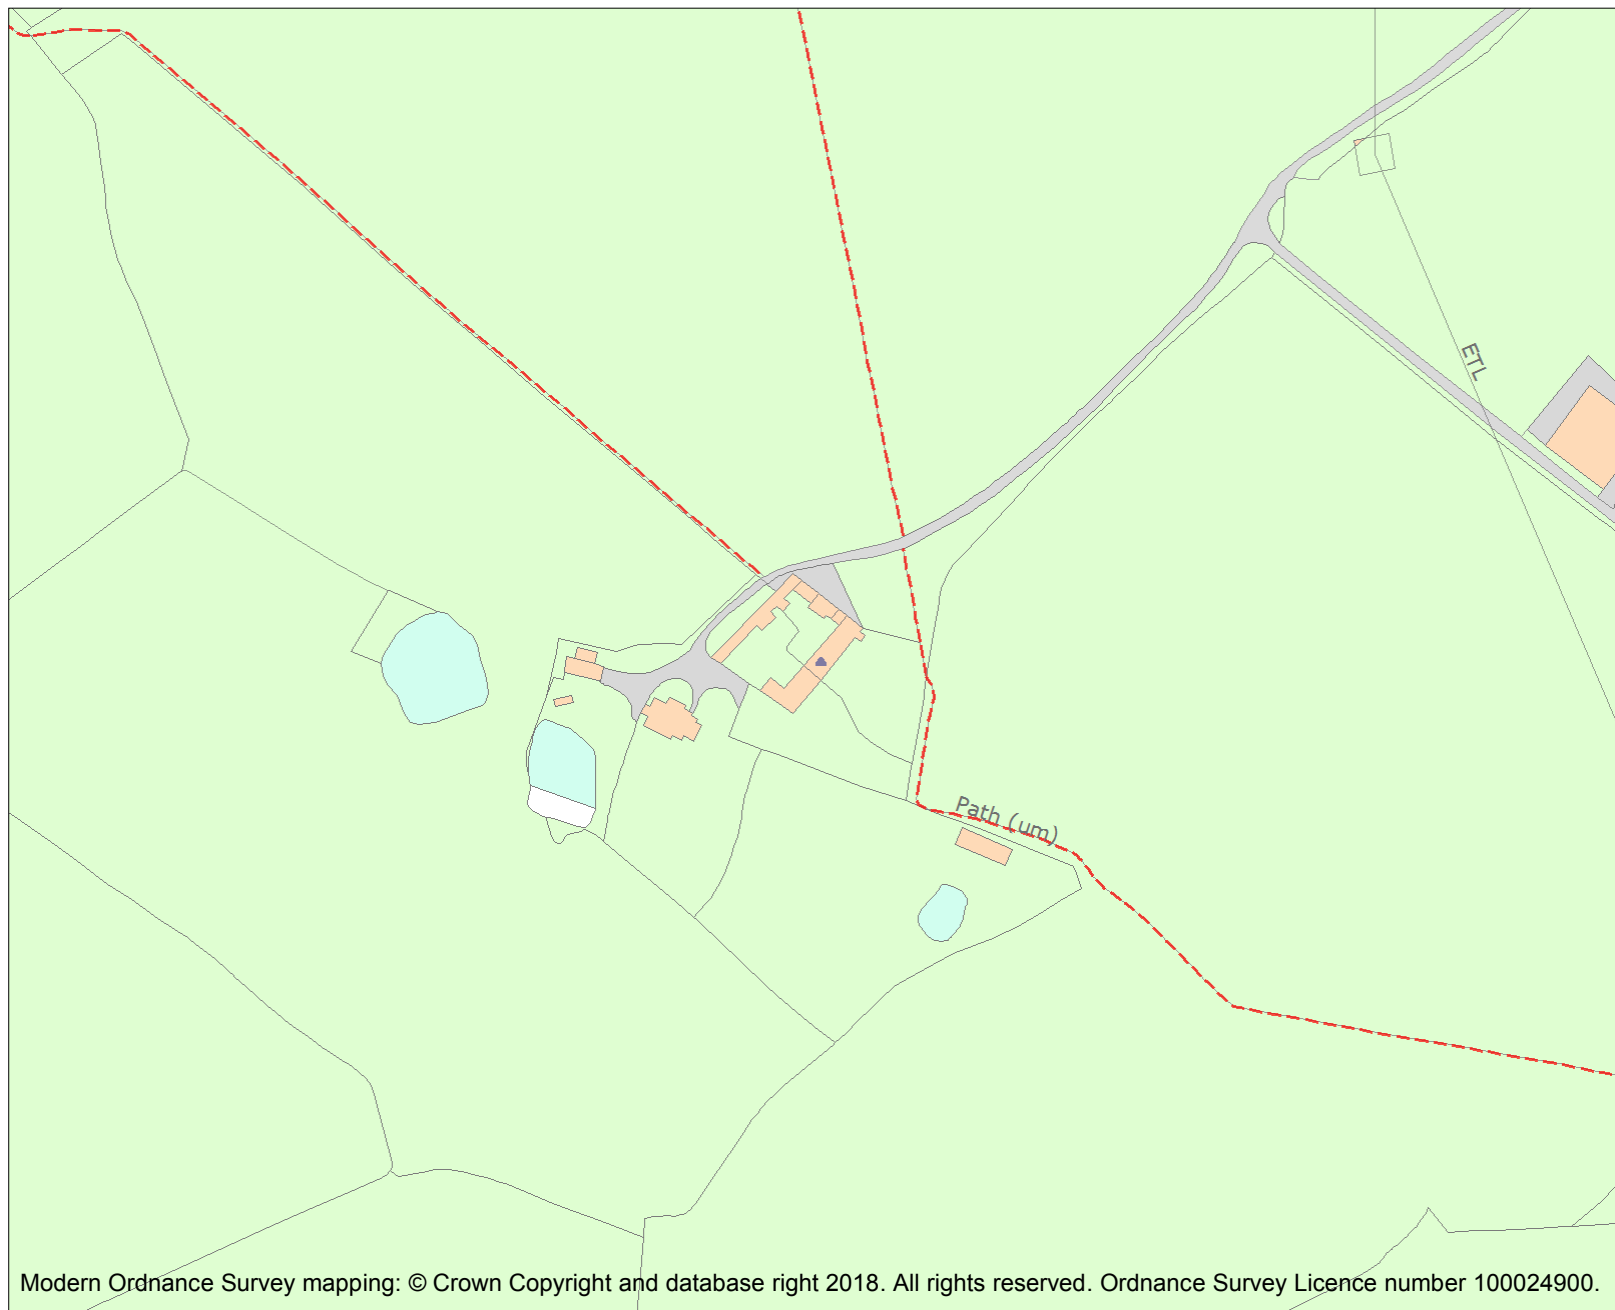 ETL
Path (um)
Modern Ordnance Survey mapping: © Crown Copyright and database right 2018. All rights reserved. Ordnance Survey Licence number 100024900.